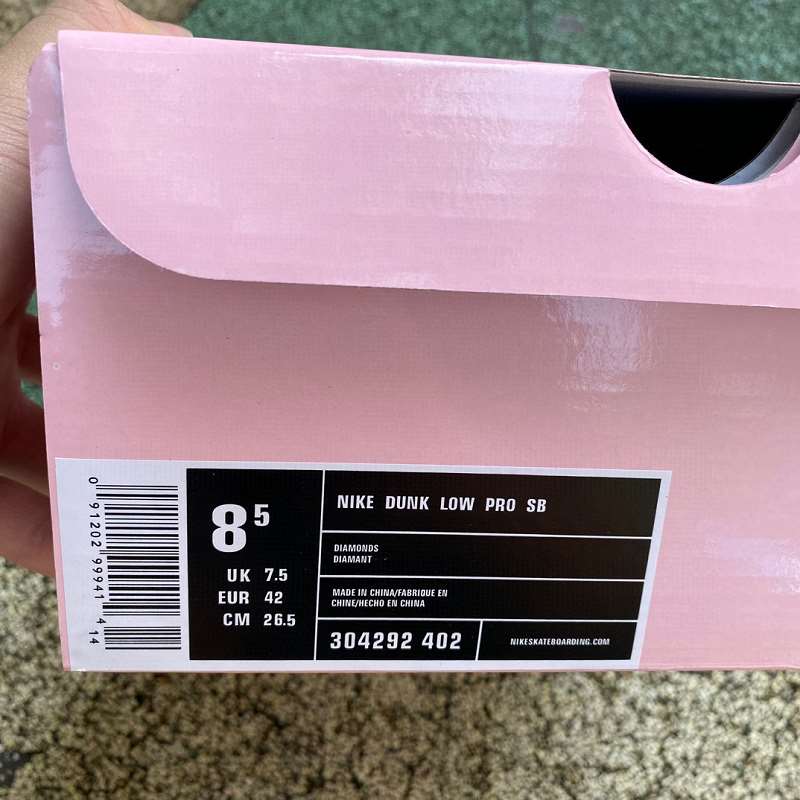 0 91202 99941 4 14
8⁵
UK 7.5
EUR 42
CM 26.5
NIKE DUNK LOW PRO SB
DIAMONDS
DIAMANT
MADE IN CHINA/FABRIQUE EN
CHINE/HECHO EN CHINA
304292 402
NIKESKATEBOARDING.COM